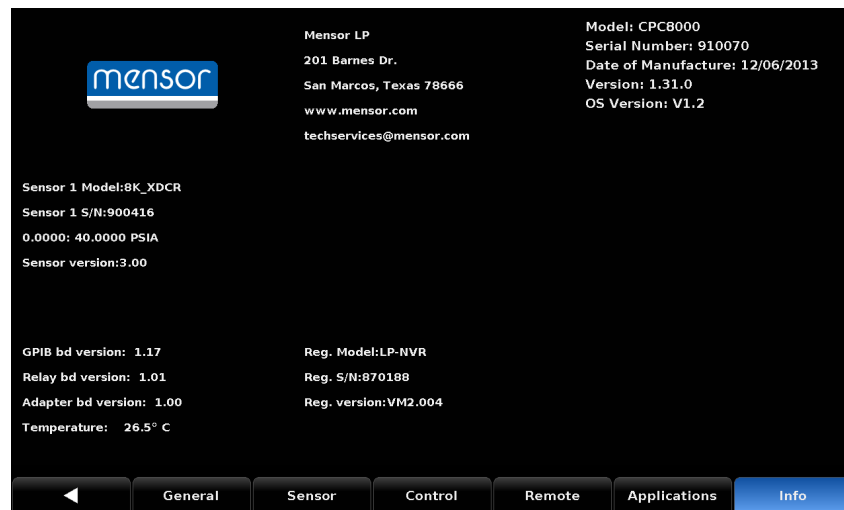 mensor
Mensor LP
201 Barnes Dr.
San Marcos, Texas 78666
www.mensor.com
techservices@mensor.com
Model: CPC8000
Serial Number: 910070
Date of Manufacture: 12/06/2013
Version: 1.31.0
OS Version: V1.2
Sensor 1 Model:8K_XDCR
Sensor 1 S/N:900416
0.0000: 40.0000 PSIA
Sensor version:3.00
GPIB bd version: 1.17
Relay bd version: 1.01
Adapter bd version: 1.00
Temperature: 26.5° C
Reg. Model:LP-NVR
Reg. S/N:870188
Reg. version:VM2.004
General Sensor Control Remote Applications Info